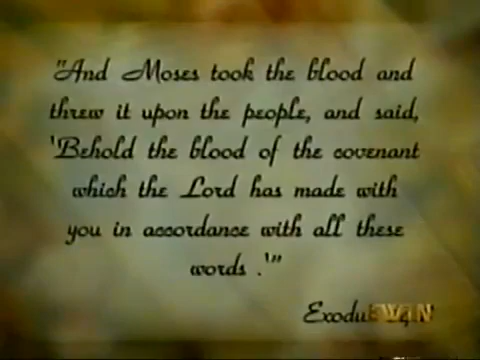 "And Moses took the blood and
threw it upon the people, and said,
'Behold the blood of the covenant
which the Lord has made with
you in accordance with all these
words .'"
EWTN